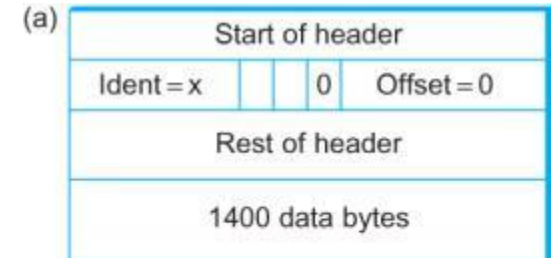 (a)
Start of header
Ident = x 0 Offset = 0
Rest of header
1400 data bytes